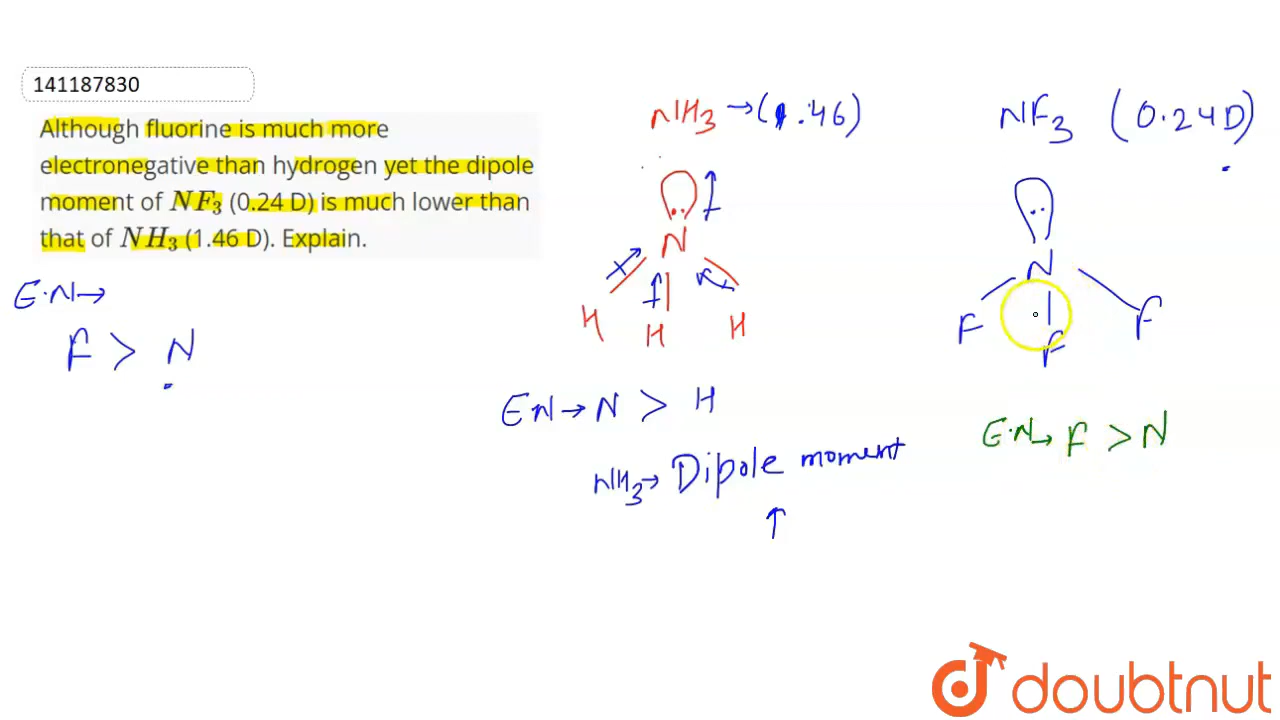 141187830
Although fluorine is much more
electronegative than hydrogen yet the dipole
moment of NF3 (0.24 D) is much lower than
that of NH3 (1.46 D). Explain.
E·N→
F > N
NH3 →(1.46)
N
H H H
E·N→ N > H
NH3→ Dipole moment
↑
NF3 (0.24D)
N
F F F
E·N→ F > N
doubtnut